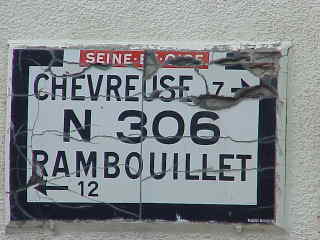 SEINE-ET-OISE
CHEVREUSE 7
N 306
RAMBOUILLET
12